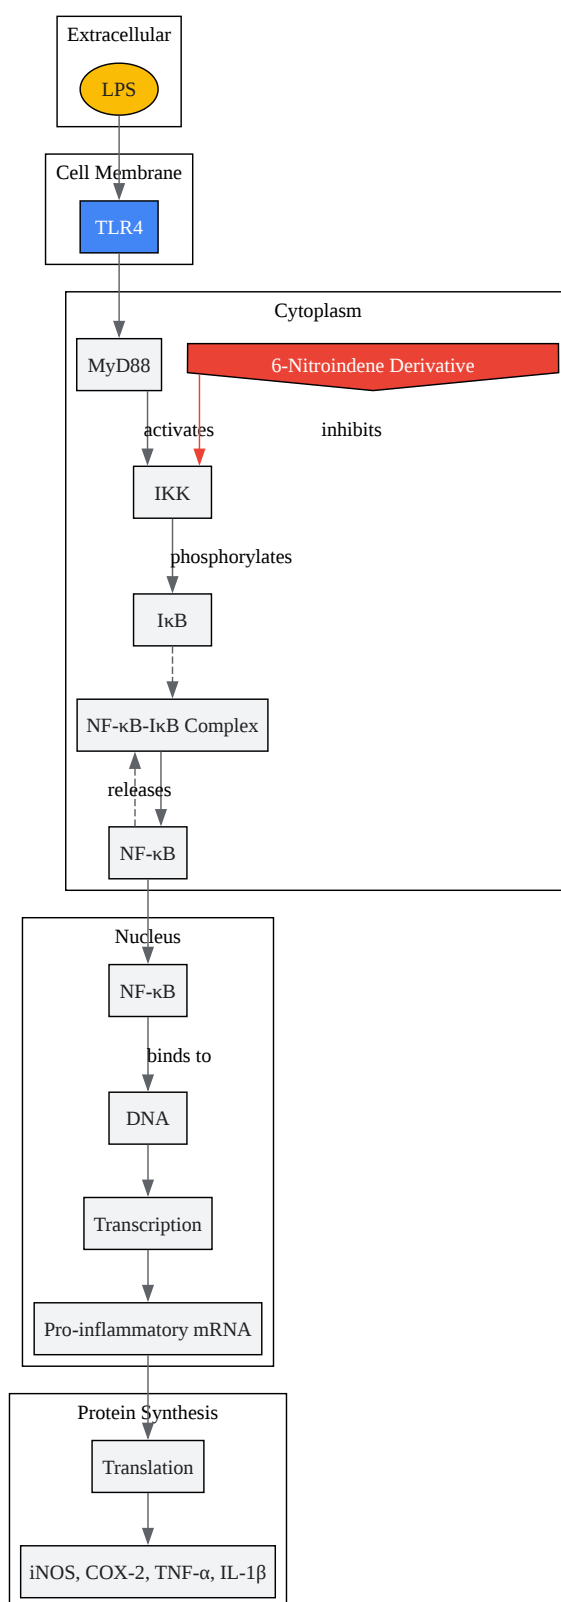 Extracellular
LPS
Cell Membrane
TLR4
Cytoplasm
MyD88
6-Nitroindene Derivative
activates
inhibits
IKK
phosphorylates
IκB
NF-κB-IκB Complex
releases
NF-κB
Nucleus
NF-κB
binds to
DNA
Transcription
Pro-inflammatory mRNA
Protein Synthesis
Translation
iNOS, COX-2, TNF-α, IL-1β